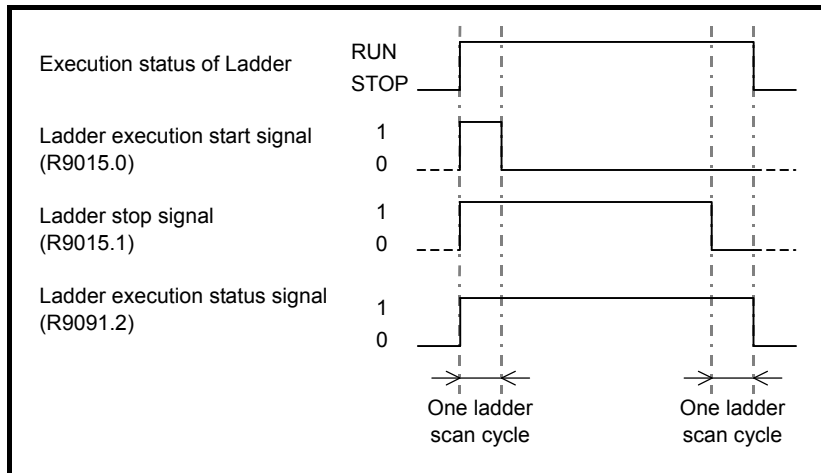 Execution status of Ladder
RUN
STOP
Ladder execution start signal
(R9015.0)
1
0
Ladder stop signal
(R9015.1)
1
0
Ladder execution status signal
(R9091.2)
1
0
One ladder
scan cycle
One ladder
scan cycle